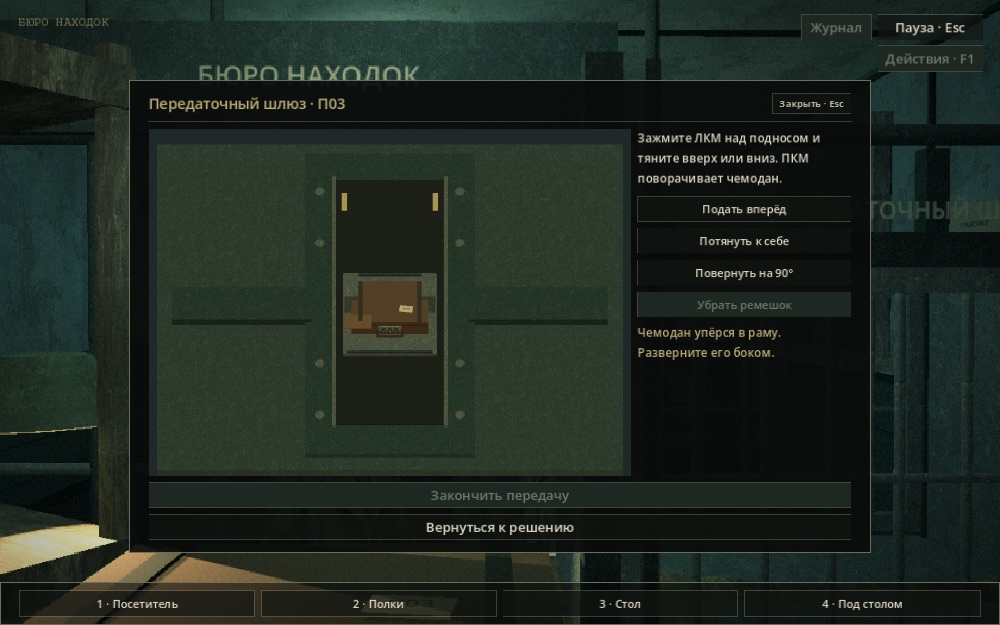 БЮРО НАХОДОК
Журнал
Пауза · Esc
Действия · F1
БЮРО НАХОДОК
Передаточный шлюз · П03
Закрыть · Esc
Зажмите ЛКМ над подносом и
тяните вверх или вниз. ПКМ
поворачивает чемодан.
Подать вперёд
Потянуть к себе
Повернуть на 90°
Убрать ремешок
Чемодан упёрся в раму.
Разверните его боком.
Закончить передачу
Вернуться к решению
1 · Посетитель
2 · Полки
3 · Стол
4 · Под столом